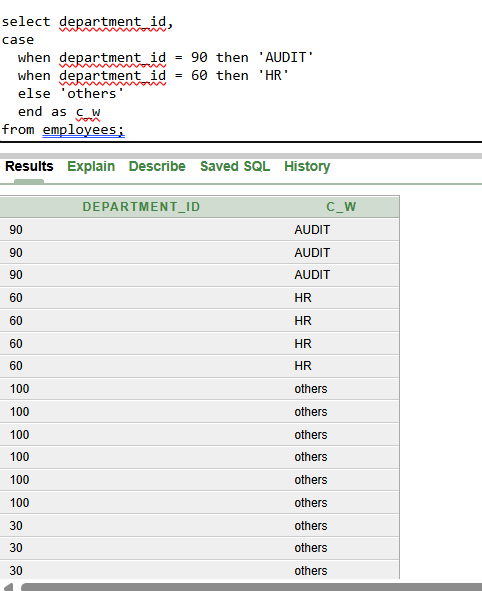 select department_id,
case
when department_id = 90 then 'AUDIT'
when department_id = 60 then 'HR'
else 'others'
end as c_w
from employees;
Results Explain Describe Saved SQL History
DEPARTMENT_ID C_W
90 AUDIT
90 AUDIT
90 AUDIT
60 HR
60 HR
60 HR
60 HR
100 others
100 others
100 others
100 others
100 others
100 others
30 others
30 others
30 others